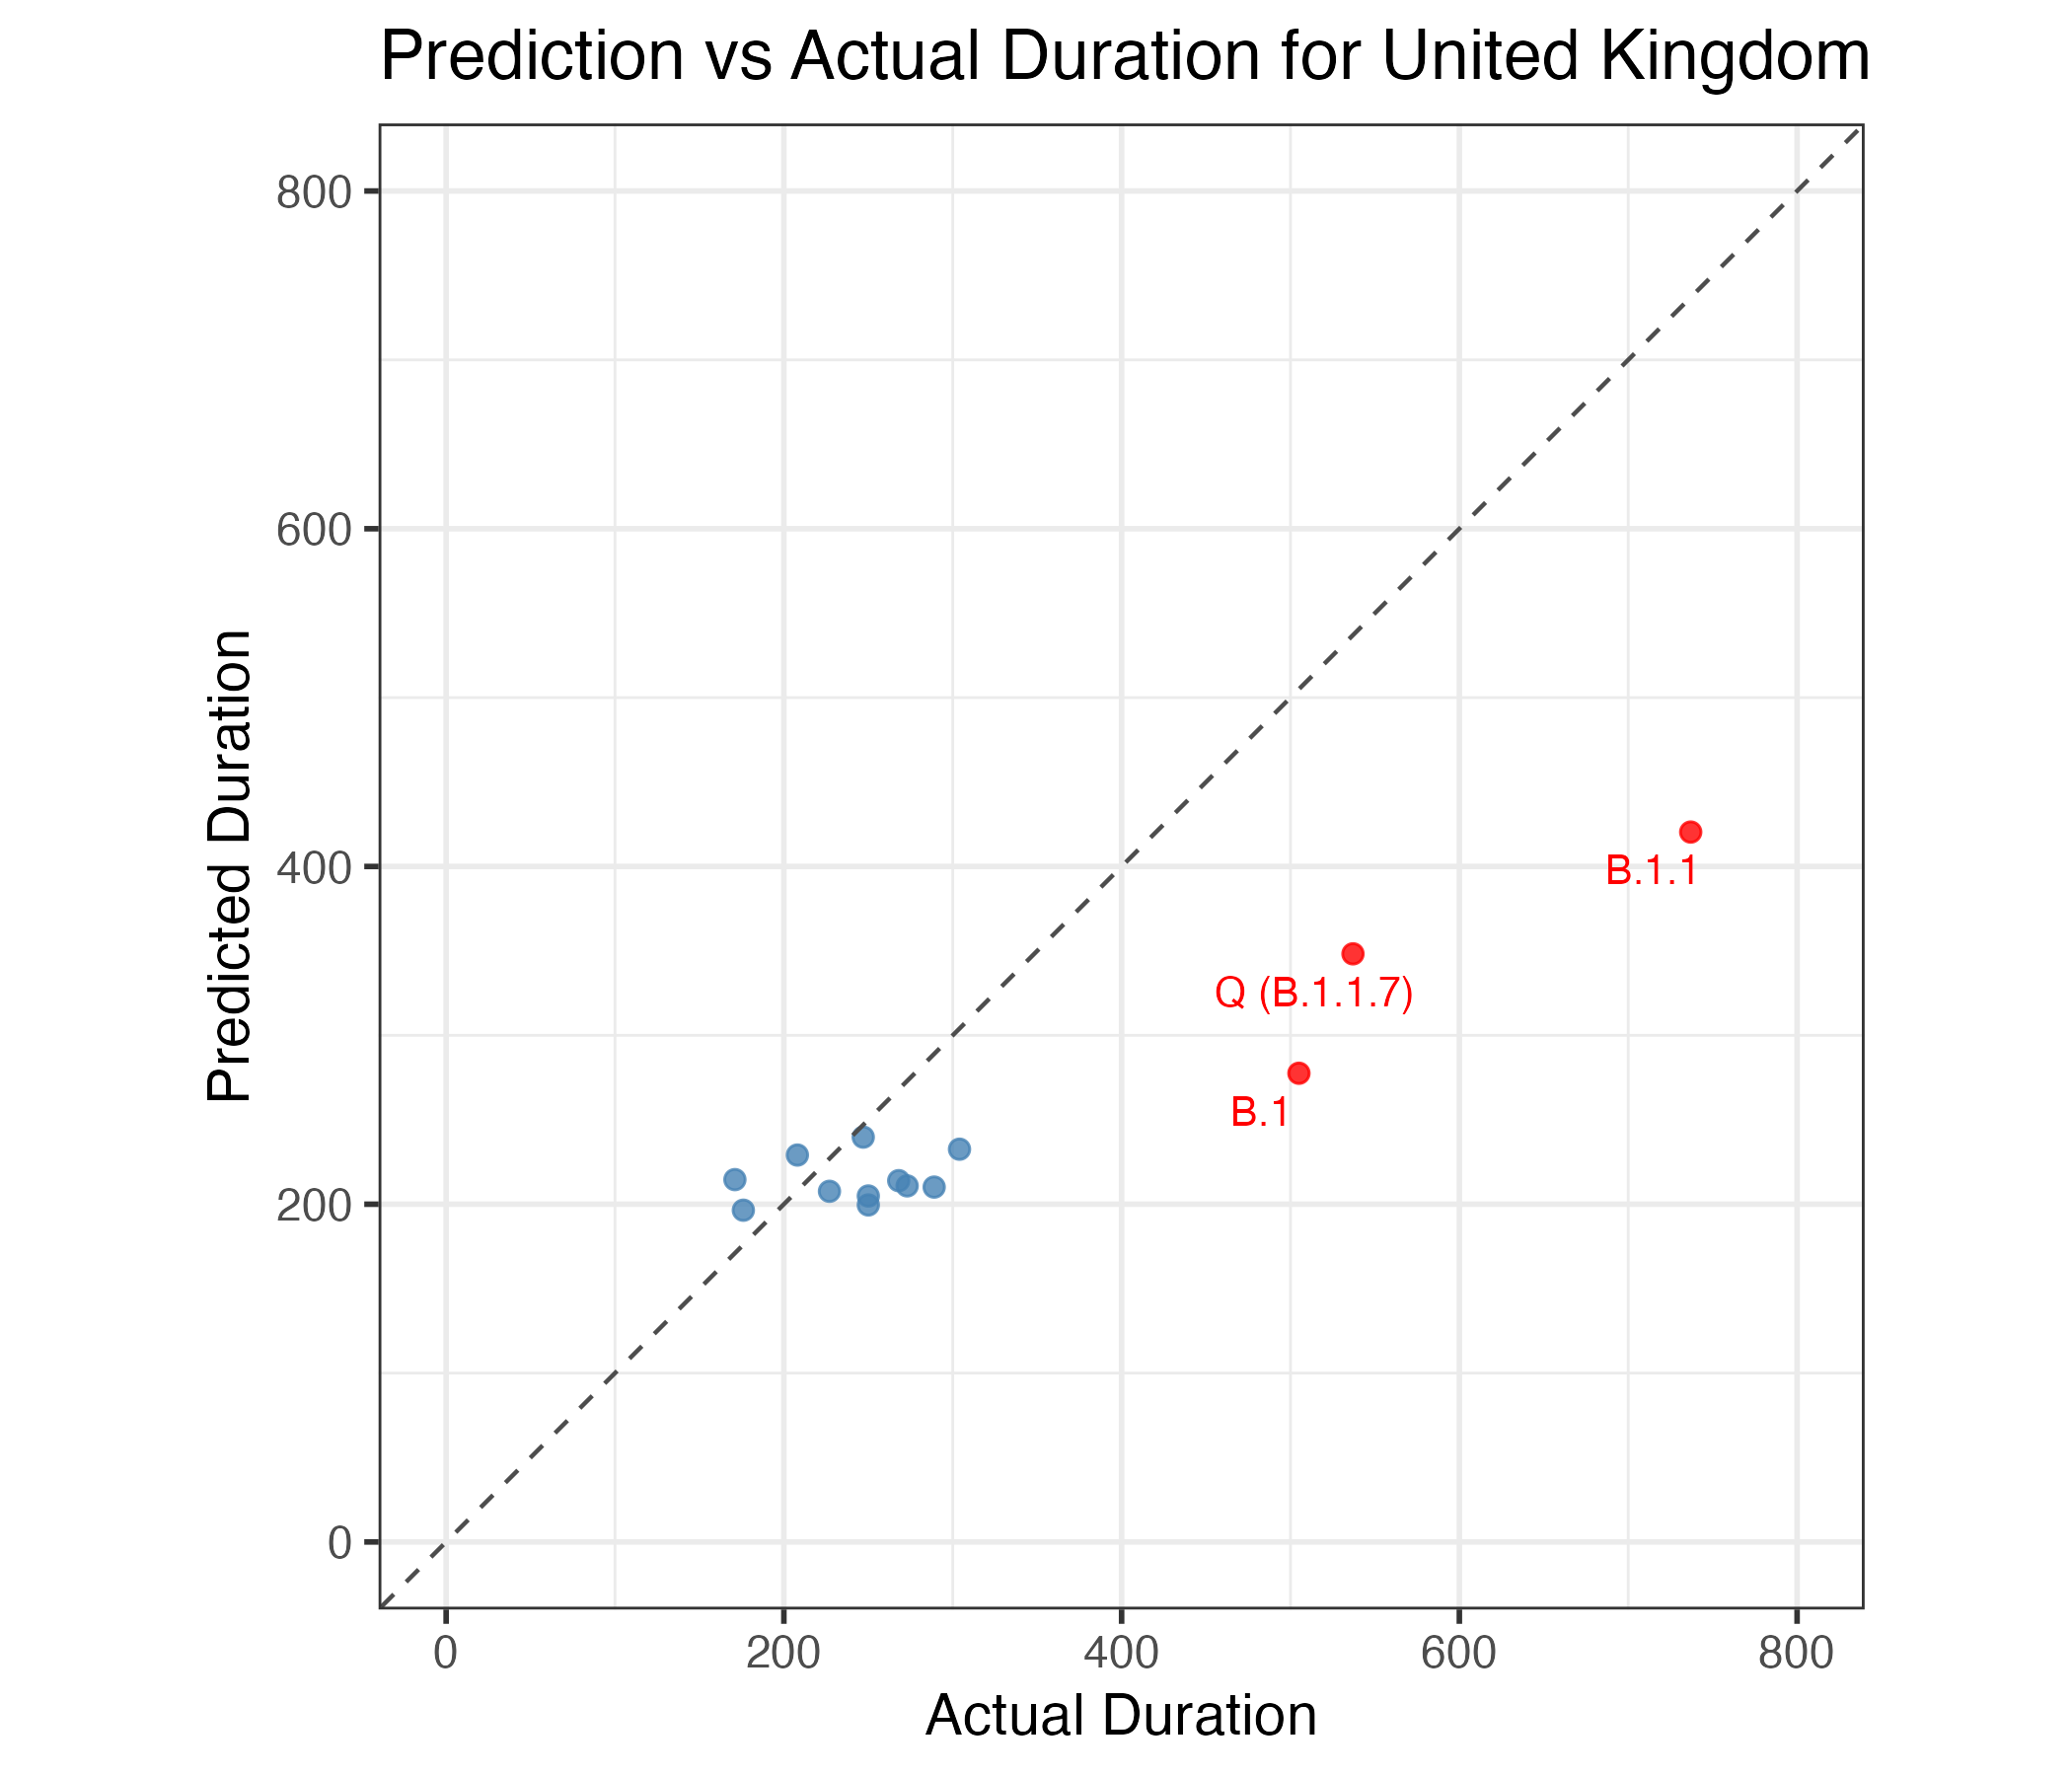 Prediction vs Actual Duration for United Kingdom
800
600
400
200
0
Predicted Duration
B.1.1
Q (B.1.1.7)
B.1
0 200 400 600 800
Actual Duration